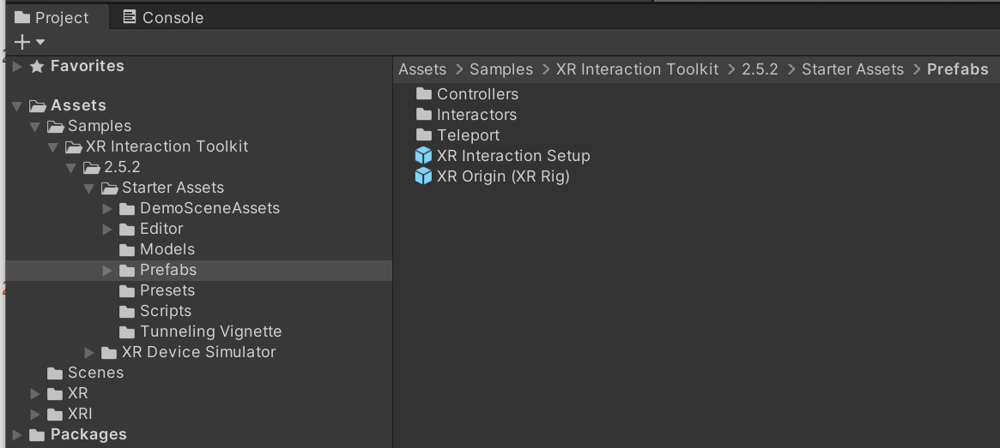 Project
Console
Favorites
Assets
Samples
XR Interaction Toolkit
2.5.2
Starter Assets
DemoSceneAssets
Editor
Models
Prefabs
Presets
Scripts
Tunneling Vignette
XR Device Simulator
Scenes
XR
XRI
Packages
Assets > Samples > XR Interaction Toolkit > 2.5.2 > Starter Assets > Prefabs
Controllers
Interactors
Teleport
XR Interaction Setup
XR Origin (XR Rig)